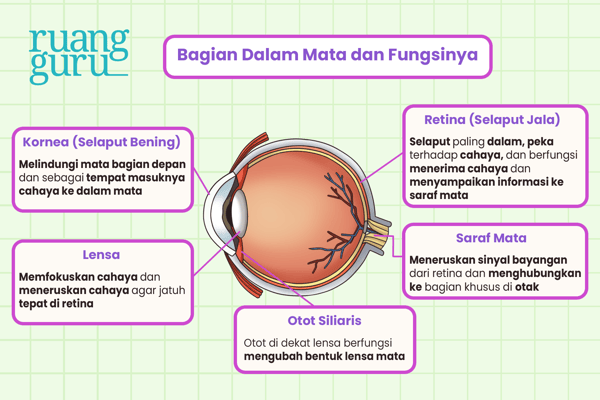 ruang
guru
Bagian Dalam Mata dan Fungsinya
Kornea (Selaput Bening)
Melindungi mata bagian depan
dan sebagai tempat masuknya
cahaya ke dalam mata
Retina (Selaput Jala)
Selaput paling dalam, peka
terhadap cahaya, dan berfungsi
menerima cahaya dan
menyampaikan informasi ke
saraf mata
Lensa
Memfokuskan cahaya dan
meneruskan cahaya agar jatuh
tepat di retina
Saraf Mata
Meneruskan sinyal bayangan
dari retina dan menghubungkan
ke bagian khusus di otak
Otot Siliaris
Otot di dekat lensa berfungsi
mengubah bentuk lensa mata